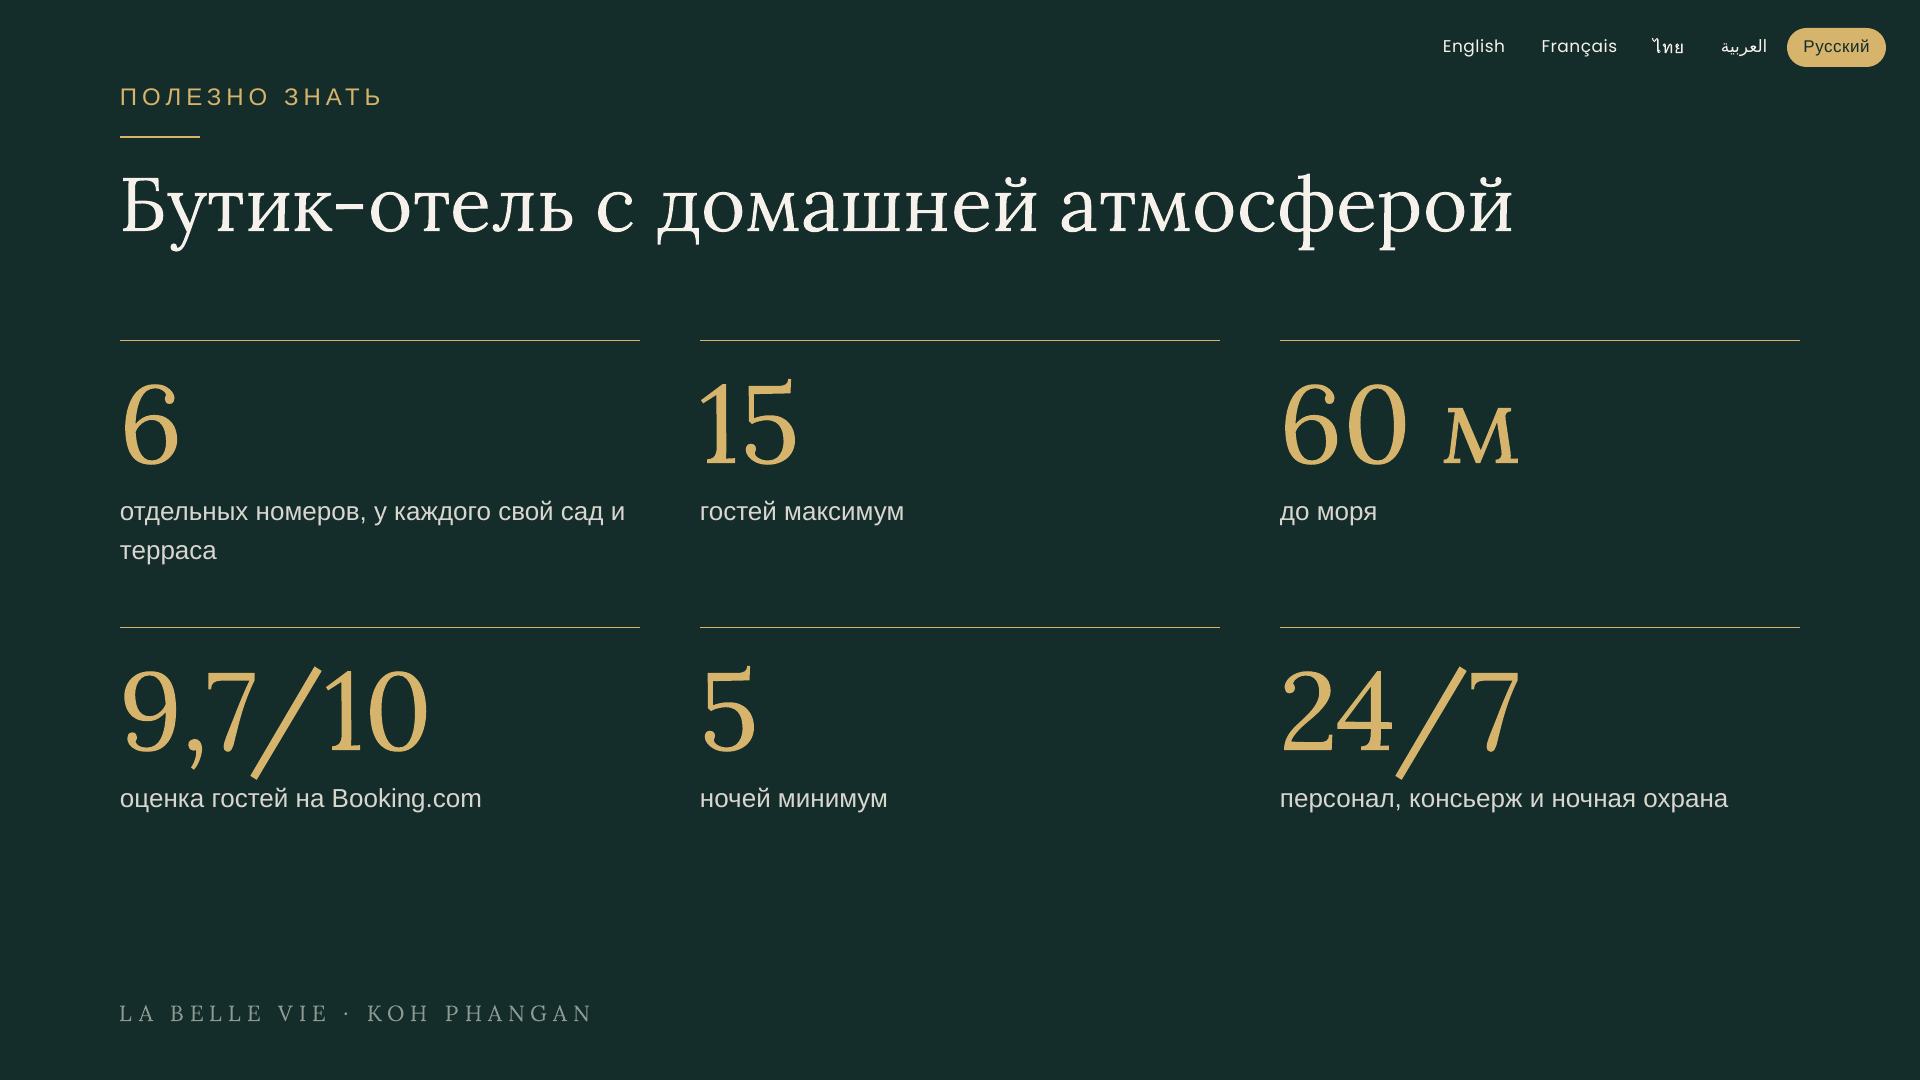 English Français ไทย العربية Русский
ПОЛЕЗНО ЗНАТЬ
Бутик-отель с домашней атмосферой
6
отдельных номеров, у каждого свой сад и
терраса
15
гостей максимум
60 м
до моря
9,7/10
оценка гостей на Booking.com
5
ночей минимум
24/7
персонал, консьерж и ночная охрана
LA BELLE VIE · KOH PHANGAN